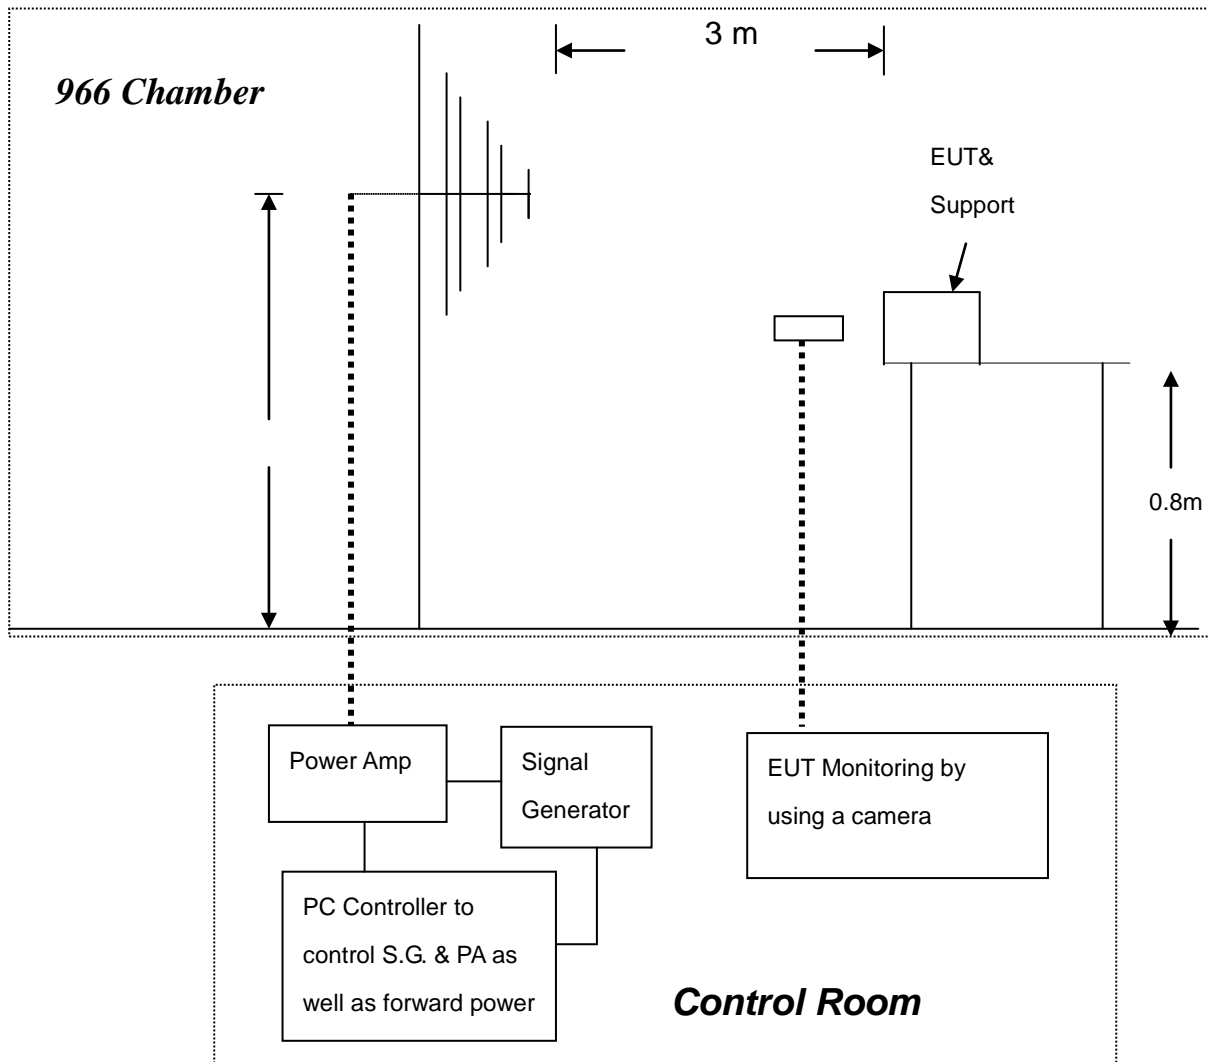 3 m
966 Chamber
EUT&
Support
0.8m
Power Amp
Signal
Generator
EUT Monitoring by
using a camera
PC Controller to
control S.G. & PA as
well as forward power
Control Room